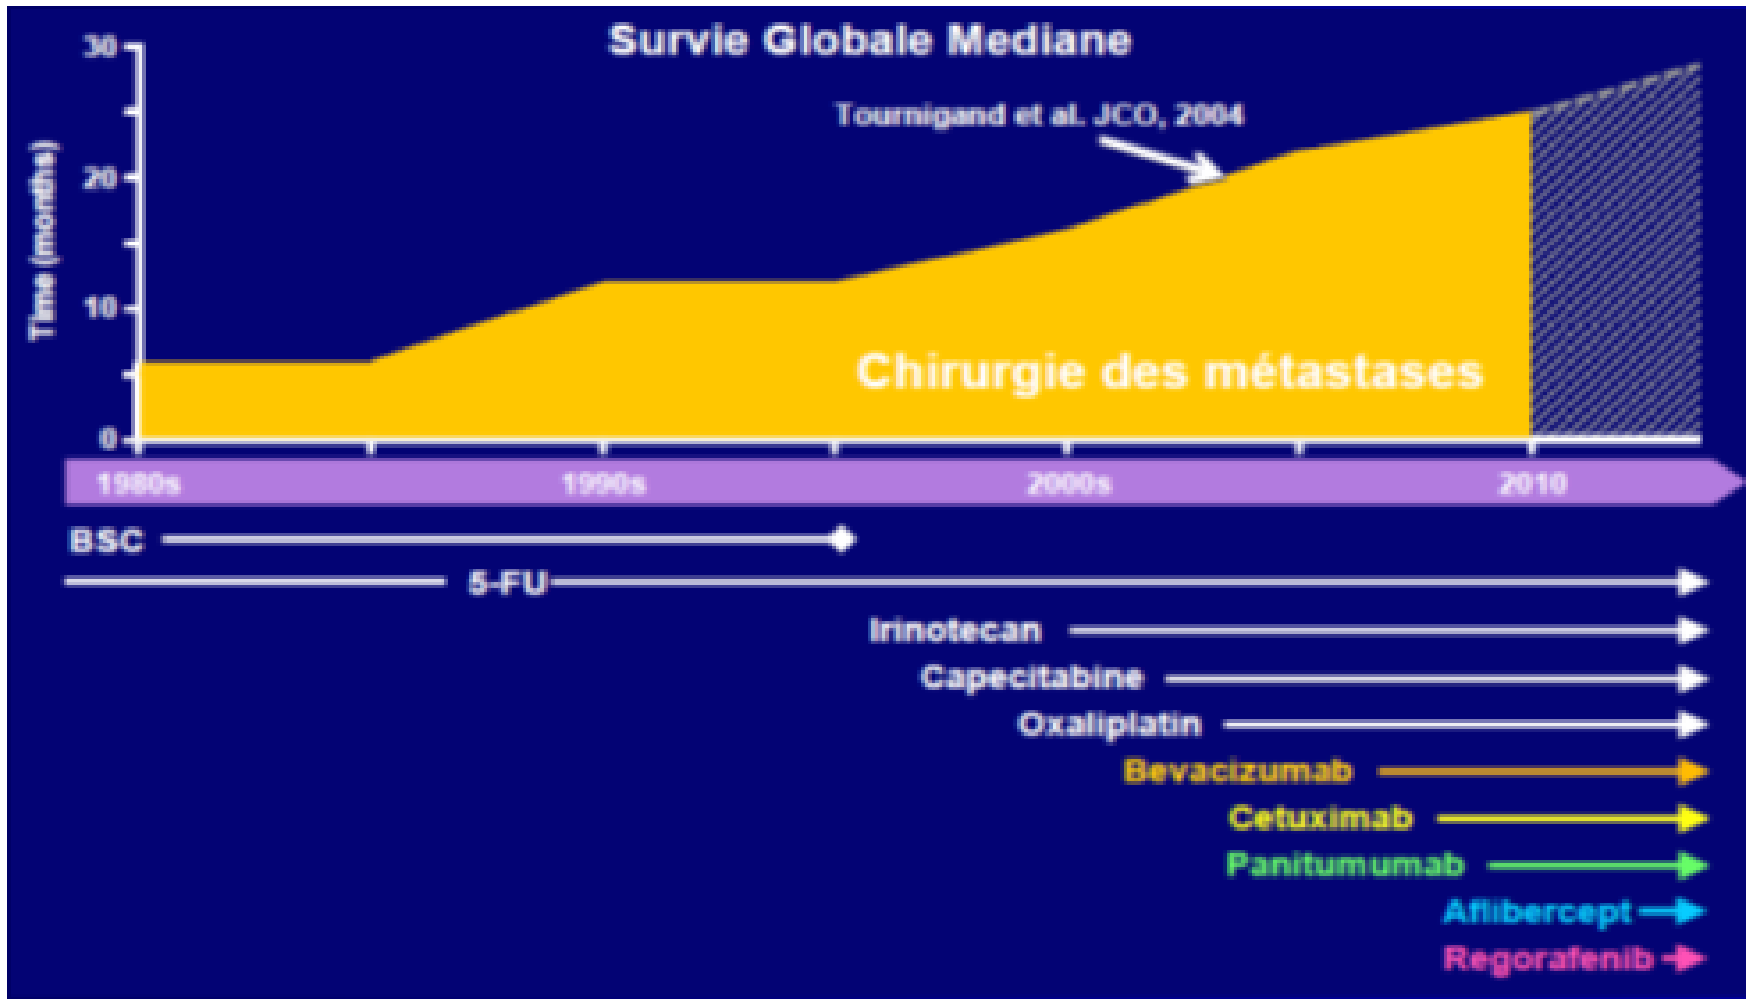 Survie Globale Mediane
Tournigand et al. JCO, 2004
30
20
10
0
Time (months)
Chirurgie des métastases
1980s 1990s 2000s 2010
BSC
5-FU
Irinotecan
Capecitabine
Oxaliplatin
Bevacizumab
Cetuximab
Panitumumab
Aflibercept
Regorafenib